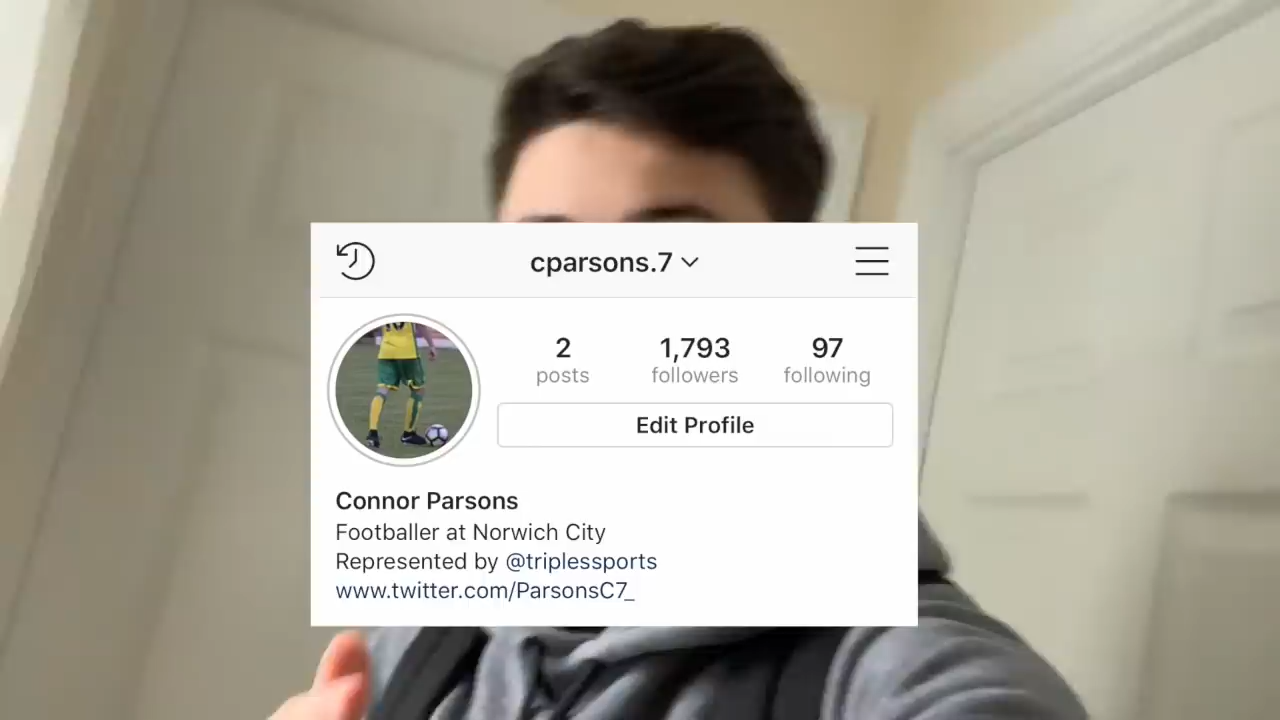 cparsons.7
2 1,793 97
posts followers following
Edit Profile
Connor Parsons
Footballer at Norwich City
Represented by @triplessports
www.twitter.com/ParsonsC7_